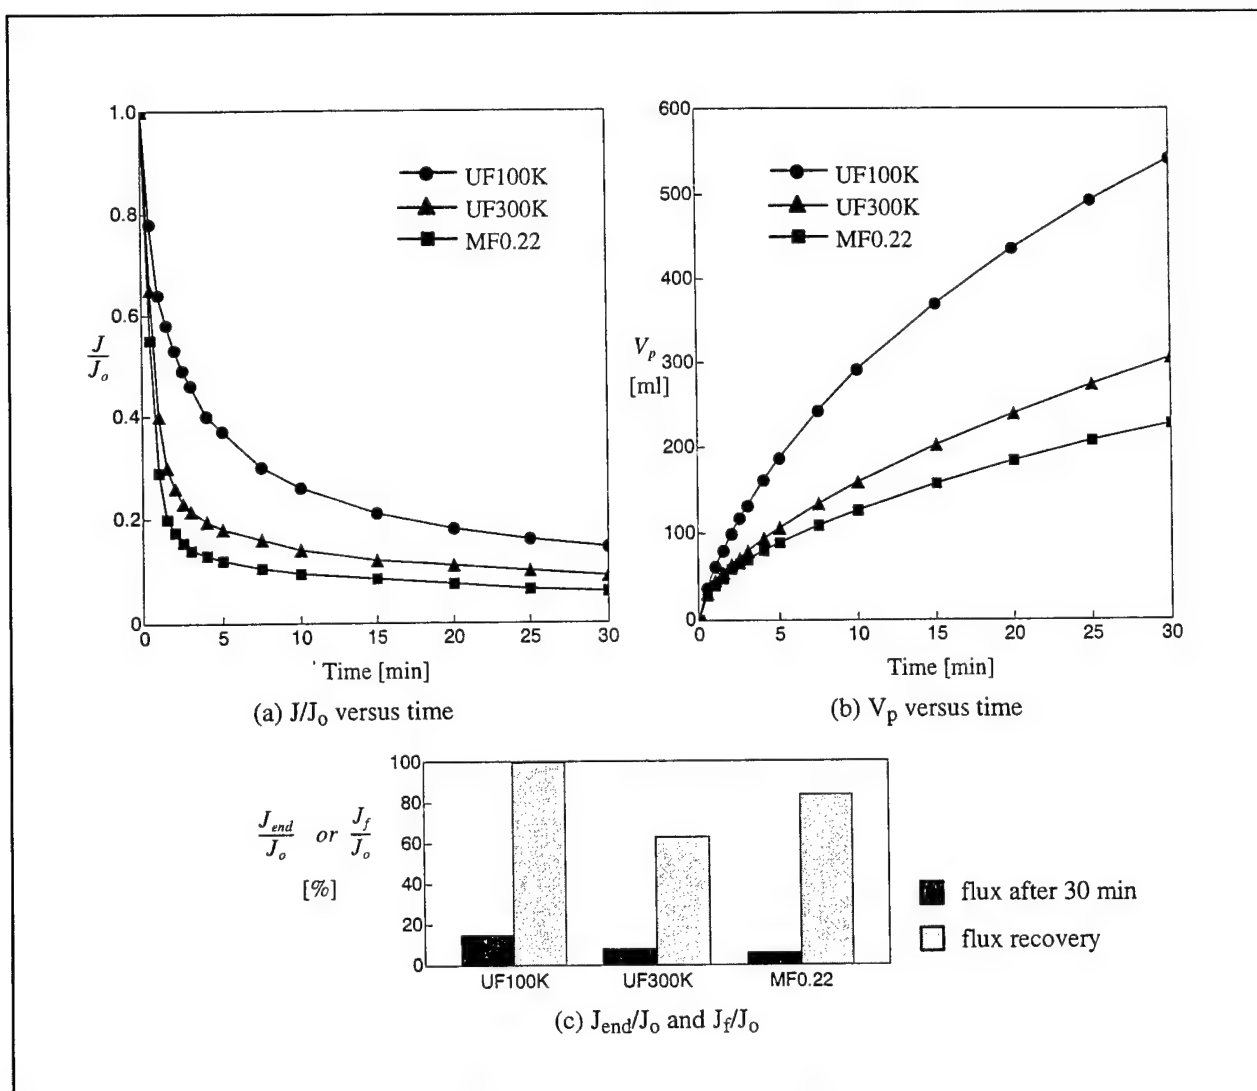 1.0
0.8
0.6
0.4
0.2
0
J
J_o
UF100K
UF300K
MF0.22
0 5 10 15 20 25 30
Time [min]
(a) J/J_o versus time
600
500
400
300
200
100
0
V_p
[ml]
UF100K
UF300K
MF0.22
0 5 10 15 20 25 30
Time [min]
(b) V_p versus time
100
80
60
40
20
0
J_end / J_o or J_f / J_o
[%]
UF100K UF300K MF0.22
flux after 30 min
flux recovery
(c) J_end/J_o and J_f/J_o